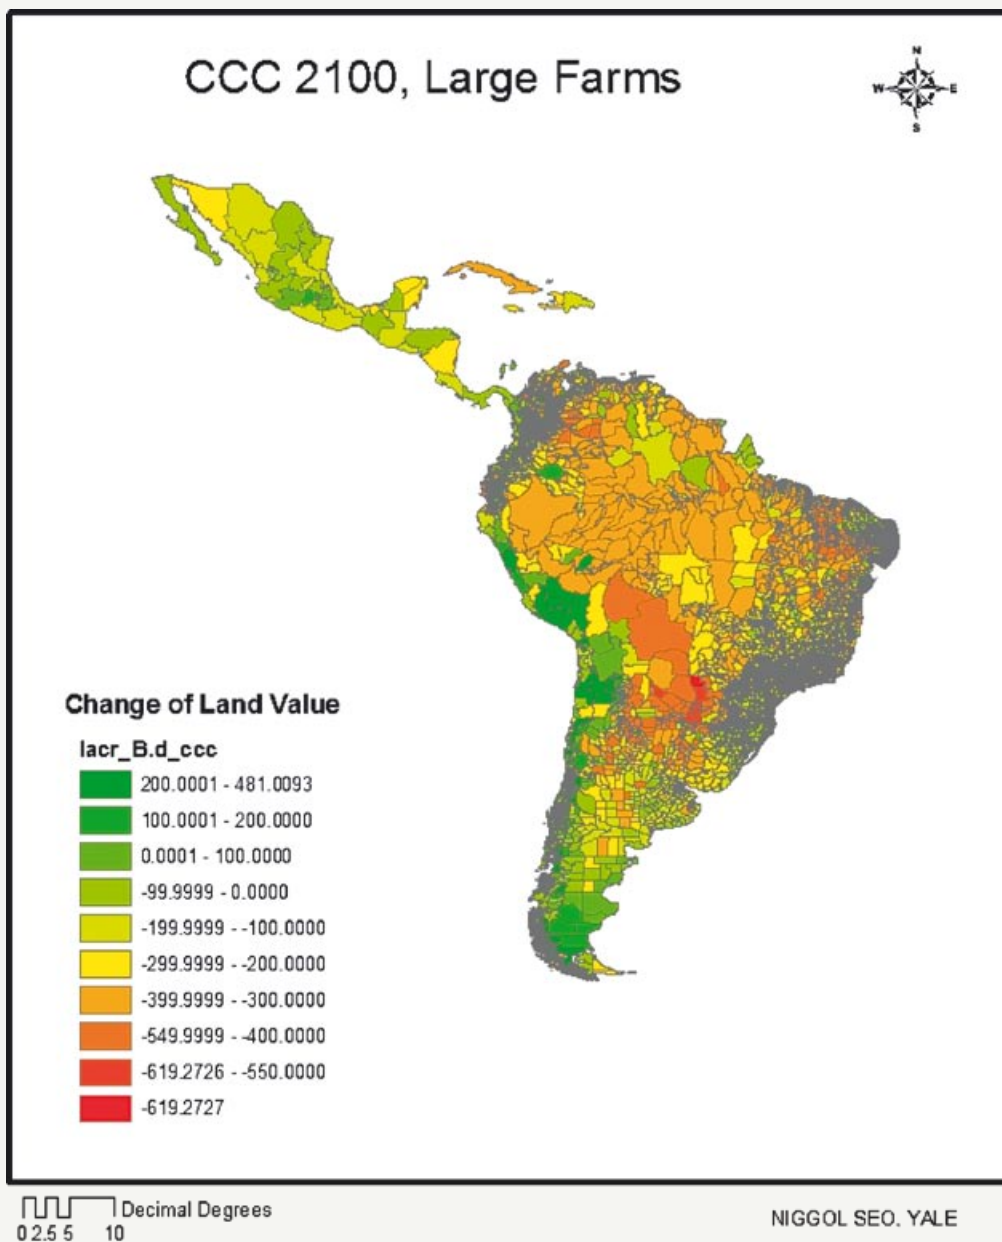 CCC 2100, Large Farms
N
W E
S
Change of Land Value
lacr_B.d_ccc
200.0001 - 481.0093
100.0001 - 200.0000
0.0001 - 100.0000
-99.9999 - 0.0000
-199.9999 - -100.0000
-299.9999 - -200.0000
-399.9999 - -300.0000
-549.9999 - -400.0000
-619.2726 - -550.0000
-619.2727
Decimal Degrees
0 2.5 5 10
NIGGOL SEO. YALE